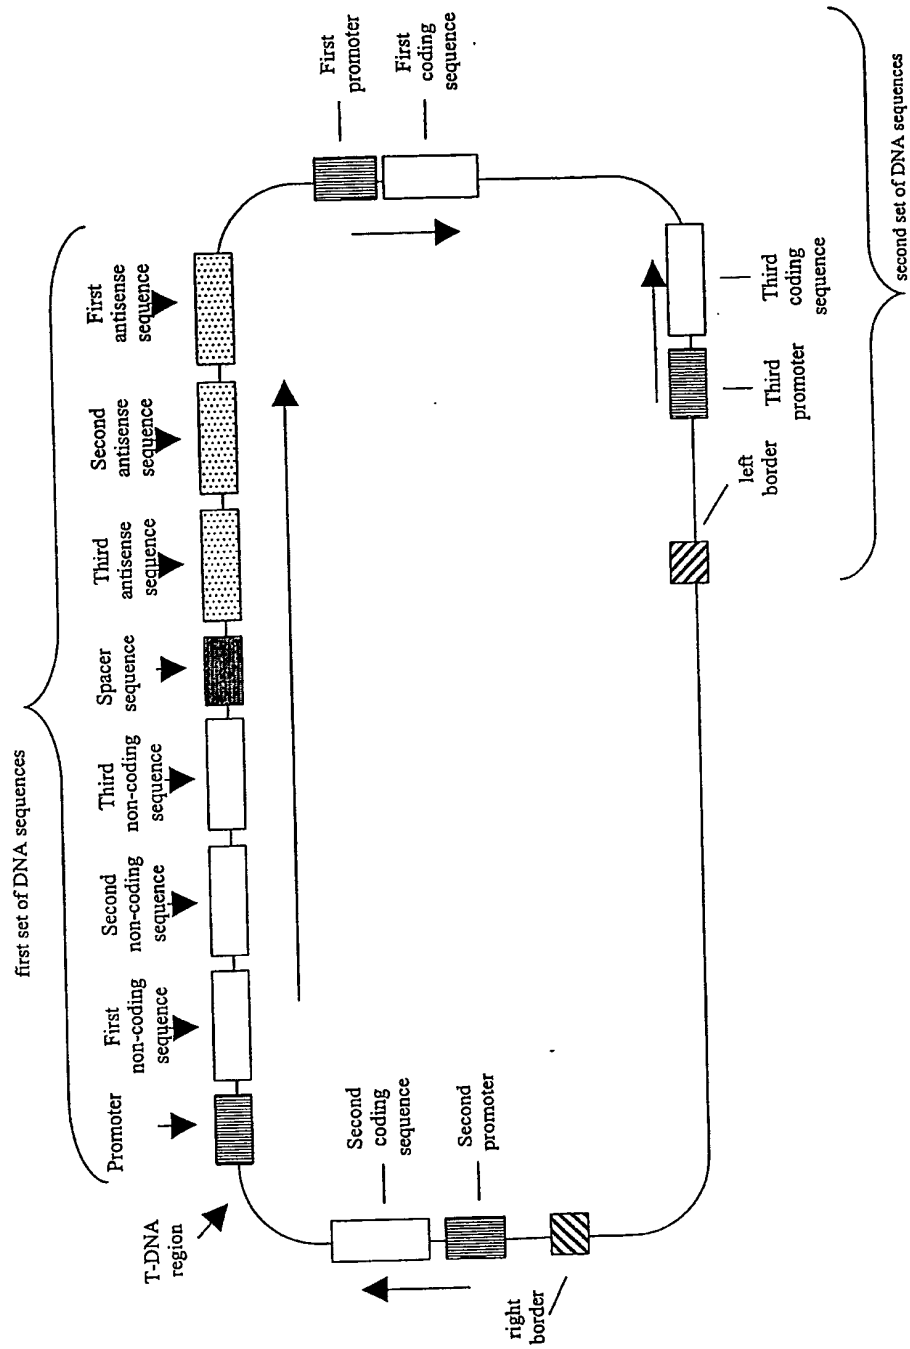 first set of DNA sequences
Promoter
First
non-coding
sequence
Second
non-coding
sequence
Third
non-coding
sequence
Spacer
sequence
Third
antisense
sequence
Second
antisense
sequence
First
antisense
sequence
T-DNA
region
First
promoter
First
coding
sequence
Second
coding
sequence
Second
promoter
right
border
left
border
Third
promoter
Third
coding
sequence
second set of DNA sequences